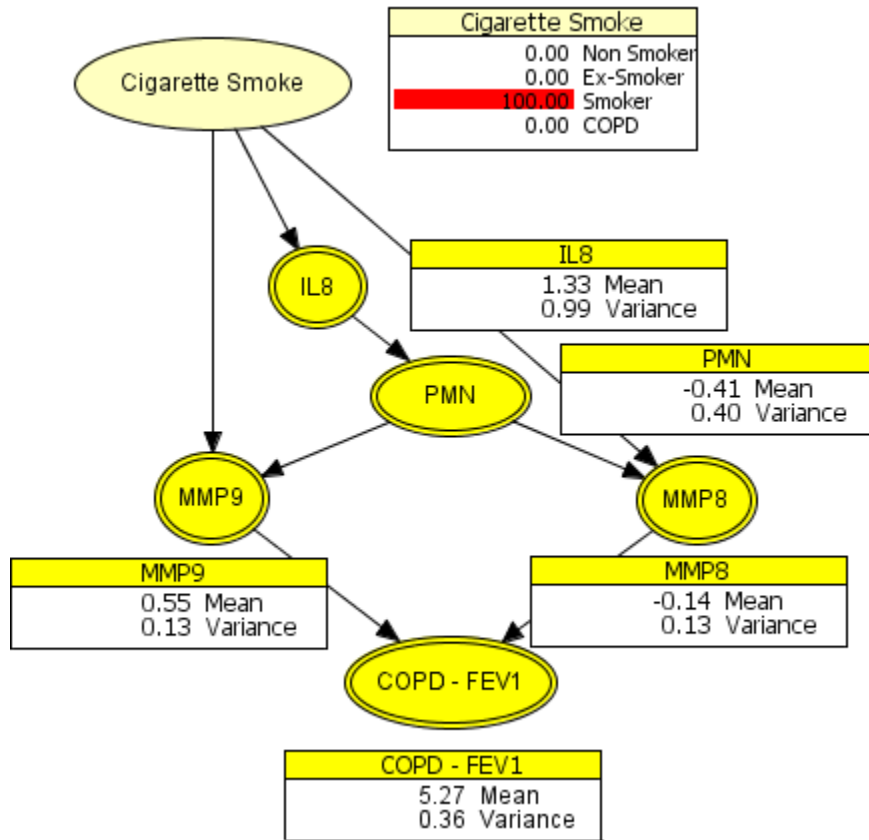 Cigarette Smoke
0.00 Non Smoker
0.00 Ex-Smoker
100.00 Smoker
0.00 COPD
Cigarette Smoke
IL8
1.33 Mean
0.99 Variance
IL8
PMN
-0.41 Mean
0.40 Variance
PMN
MMP9
MMP8
MMP9
0.55 Mean
0.13 Variance
MMP8
-0.14 Mean
0.13 Variance
COPD - FEV1
COPD - FEV1
5.27 Mean
0.36 Variance